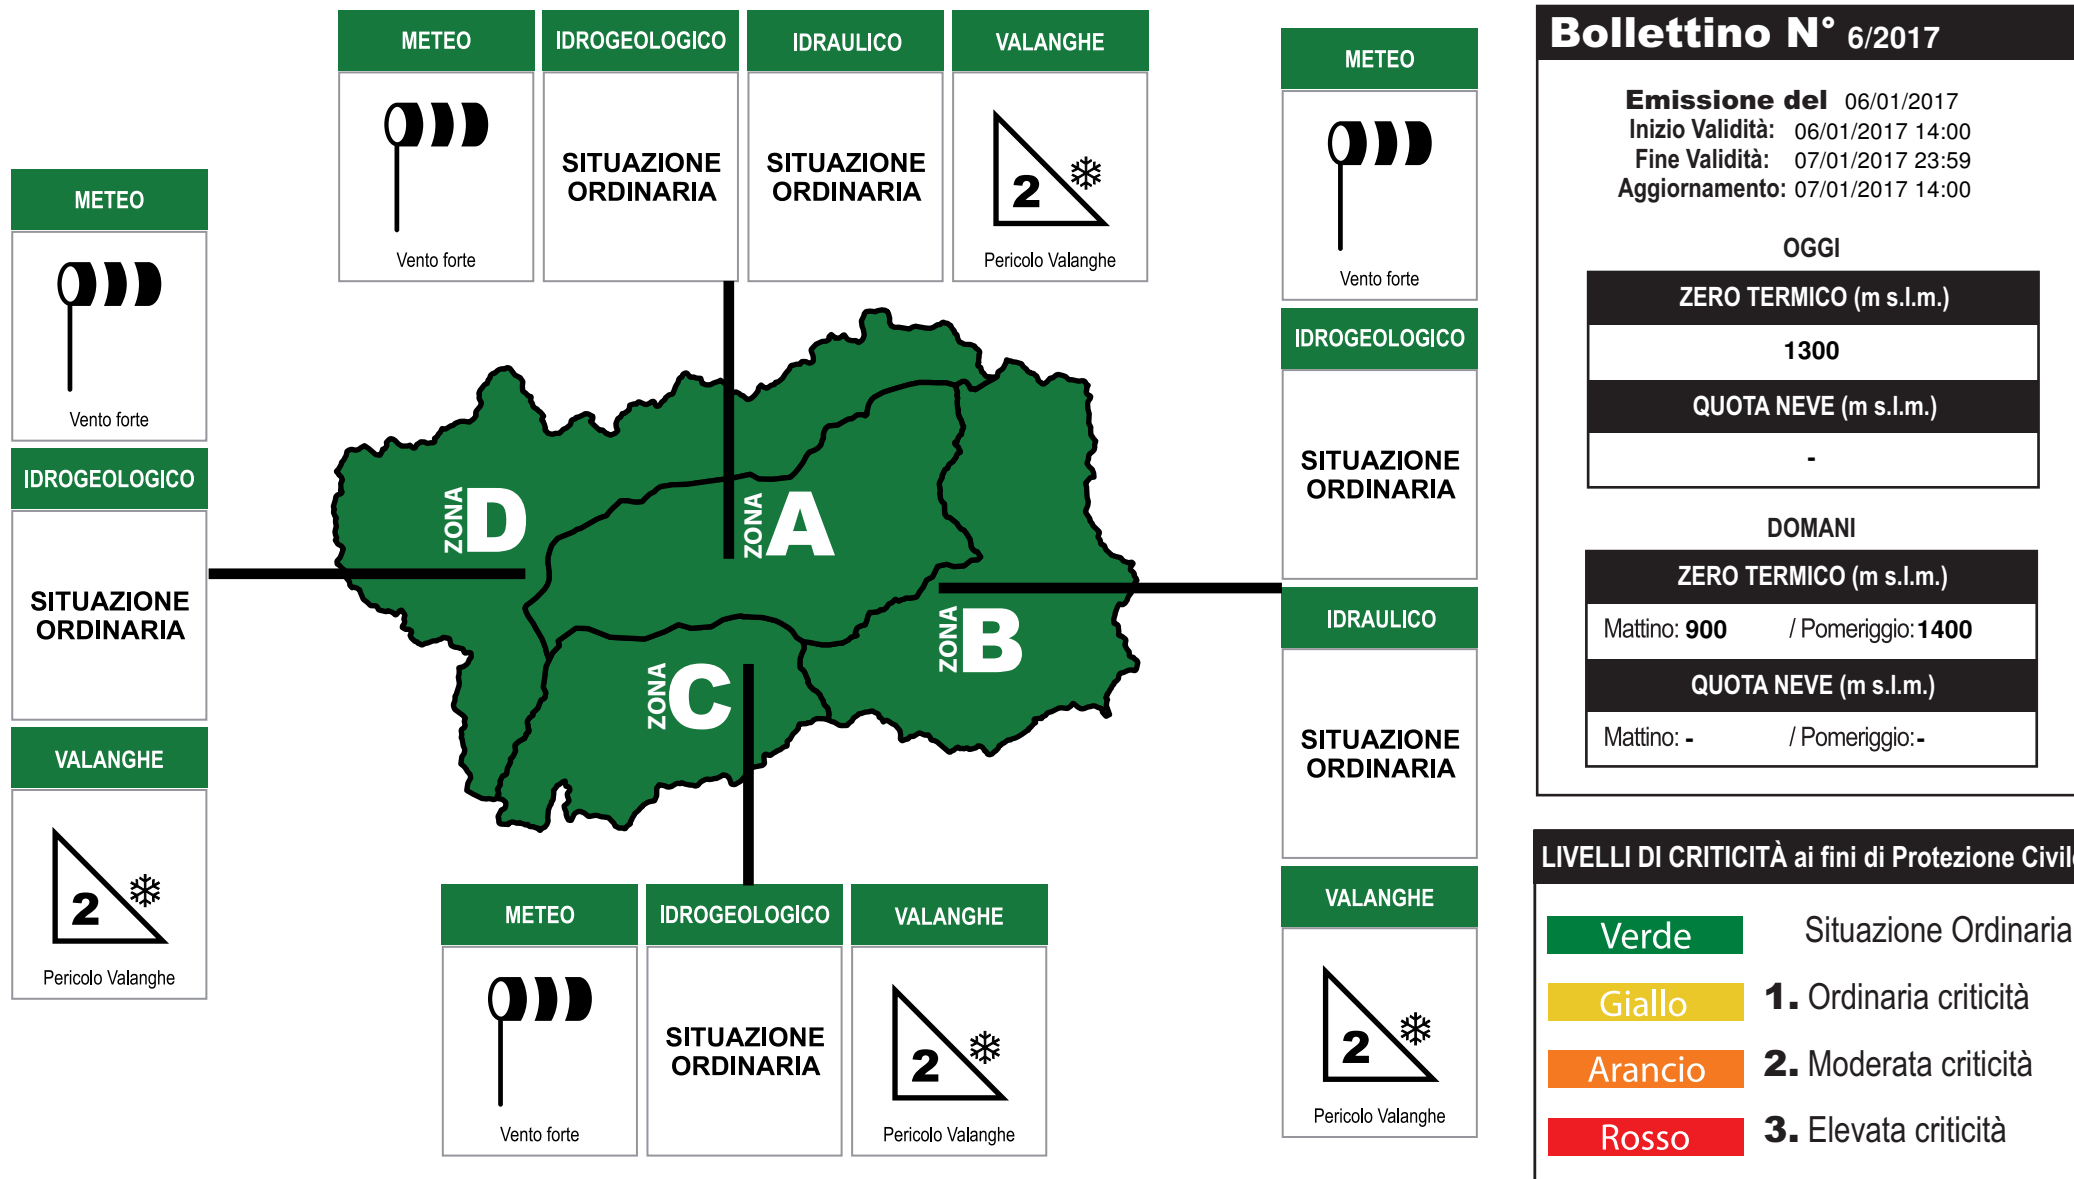 METEO
IDROGEOLOGICO
IDRAULICO
VALANGHE
Vento forte
SITUAZIONE
ORDINARIA
SITUAZIONE
ORDINARIA
2
Pericolo Valanghe
METEO
Vento forte
IDROGEOLOGICO
SITUAZIONE
ORDINARIA
VALANGHE
2
Pericolo Valanghe
ZONA D
ZONA A
ZONA B
ZONA C
METEO
IDROGEOLOGICO
VALANGHE
Vento forte
SITUAZIONE
ORDINARIA
2
Pericolo Valanghe
METEO
Vento forte
IDROGEOLOGICO
SITUAZIONE
ORDINARIA
IDRAULICO
SITUAZIONE
ORDINARIA
VALANGHE
2
Pericolo Valanghe
Bollettino N° 6/2017
Emissione del 06/01/2017
Inizio Validità: 06/01/2017 14:00
Fine Validità: 07/01/2017 23:59
Aggiornamento: 07/01/2017 14:00
OGGI
ZERO TERMICO (m s.l.m.)
1300
QUOTA NEVE (m s.l.m.)
-
DOMANI
ZERO TERMICO (m s.l.m.)
Mattino: 900 / Pomeriggio: 1400
QUOTA NEVE (m s.l.m.)
Mattino: - / Pomeriggio: -
LIVELLI DI CRITICITÀ ai fini di Protezione Civile
Verde Situazione Ordinaria
Giallo 1. Ordinaria criticità
Arancio 2. Moderata criticità
Rosso 3. Elevata criticità